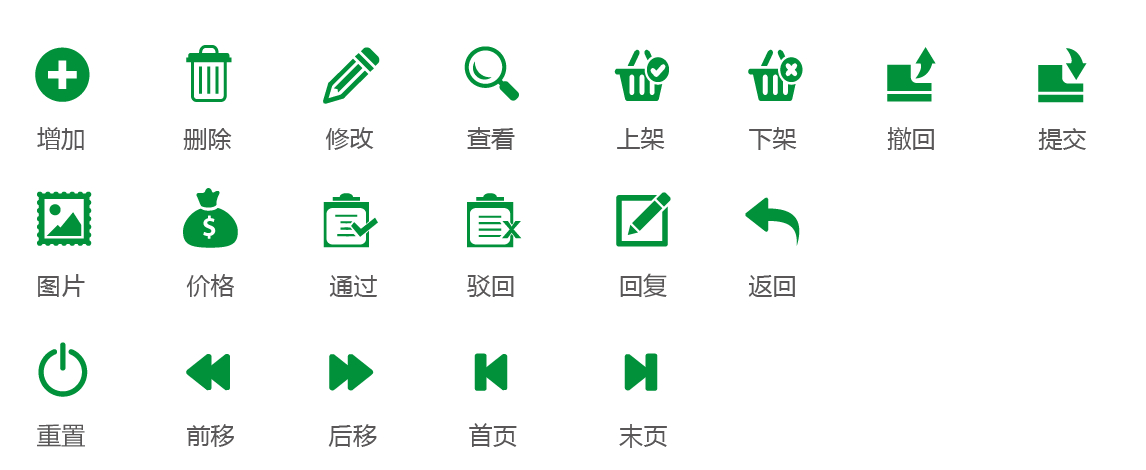 增加 删除 修改 查看 上架 下架 撤回 提交
$
图片 价格 通过 驳回 回复 返回
重置 前移 后移 首页 末页